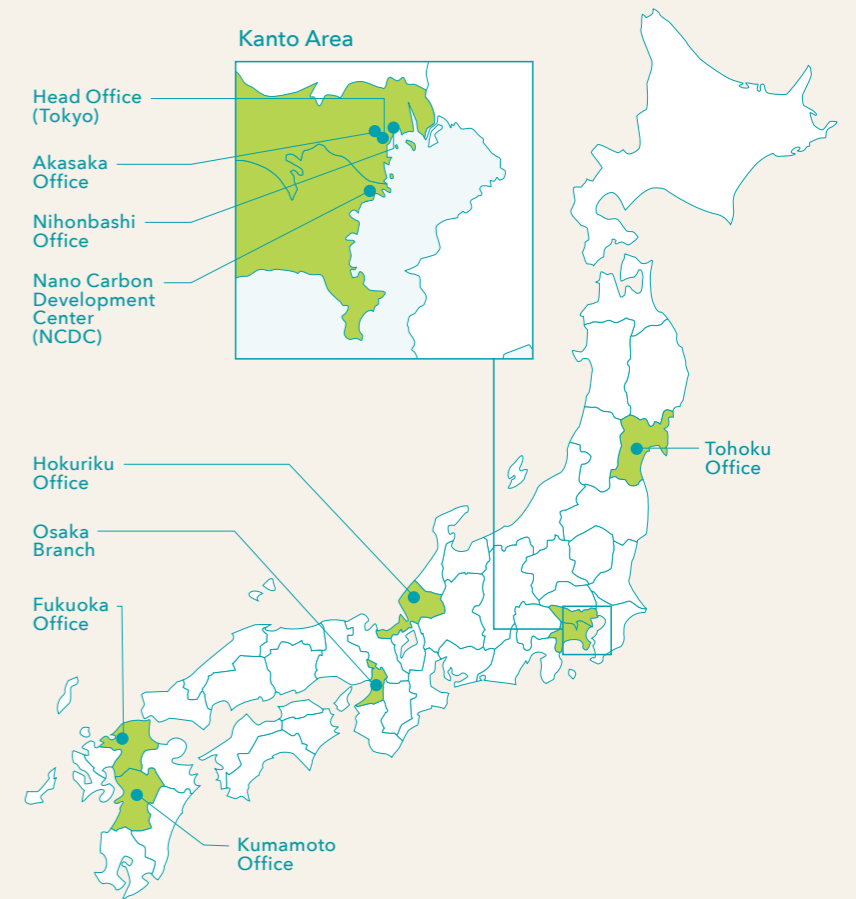 Kanto Area
Head Office
(Tokyo)
Akasaka
Office
Nihonbashi
Office
Nano Carbon
Development
Center
(NCDC)
Tohoku
Office
Hokuriku
Office
Osaka
Branch
Fukuoka
Office
Kumamoto
Office